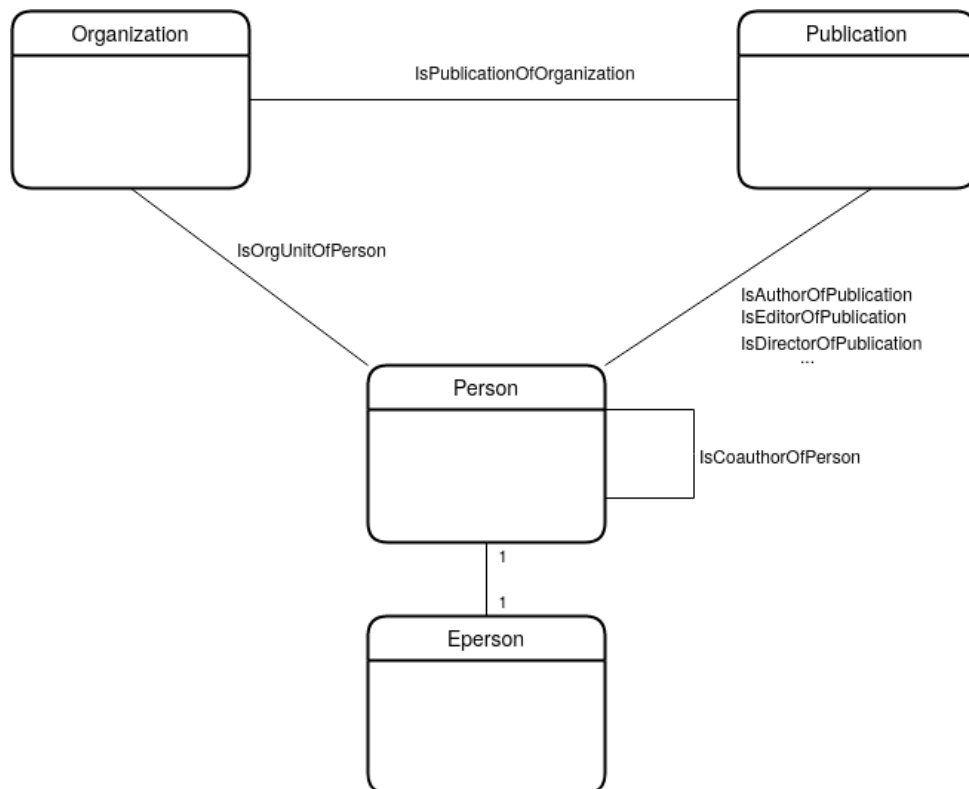 Organization
Publication
IsPublicationOfOrganization
IsOrgUnitOfPerson
IsAuthorOfPublication
IsEditorOfPublication
IsDirectorOfPublication
...
Person
IsCoauthorOfPerson
1
1
Eperson